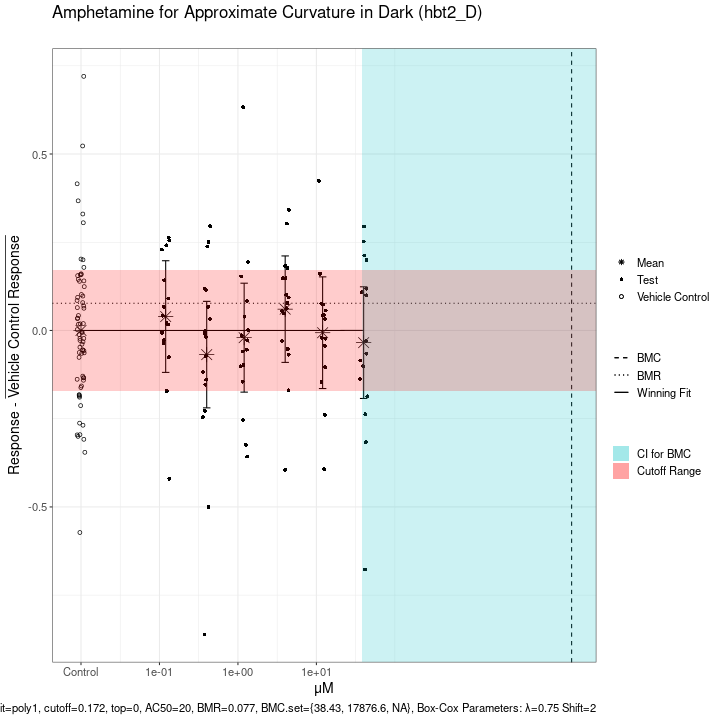 Amphetamine for Approximate Curvature in Dark (hbt2_D)
Response - Vehicle Control Response
0.5
0.0
-0.5
Control
1e-01
1e+00
1e+01
μM
Mean
Test
Vehicle Control
BMC
BMR
Winning Fit
CI for BMC
Cutoff Range
it=poly1, cutoff=0.172, top=0, AC50=20, BMR=0.077, BMC.set={38.43, 17876.6, NA}, Box-Cox Parameters: λ=0.75 Shift=2